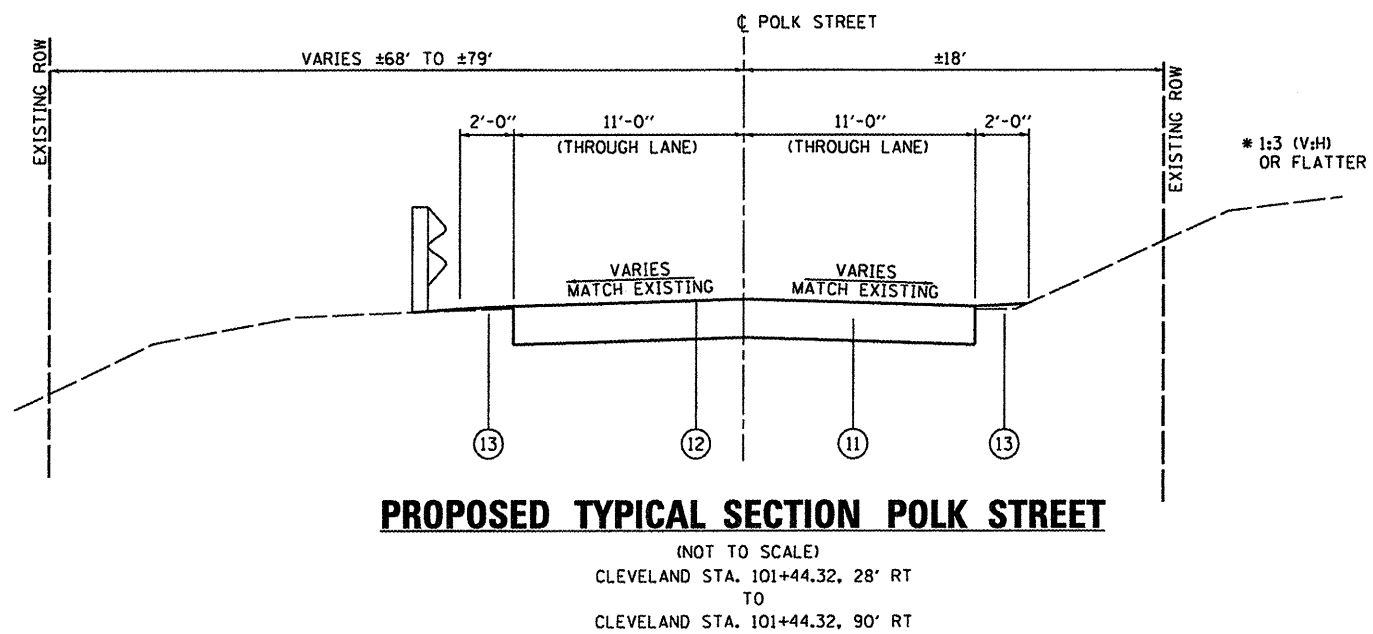 ℄ POLK STREET
VARIES ±68' TO ±79'
±18'
EXISTING ROW
EXISTING ROW
2'-0"
11'-0"
11'-0"
2'-0"
(THROUGH LANE)
(THROUGH LANE)
* 1:3 (V:H)
OR FLATTER
VARIES
MATCH EXISTING
VARIES
MATCH EXISTING
13
12
11
13
PROPOSED TYPICAL SECTION POLK STREET
(NOT TO SCALE)
CLEVELAND STA. 101+44.32, 28' RT
TO
CLEVELAND STA. 101+44.32, 90' RT